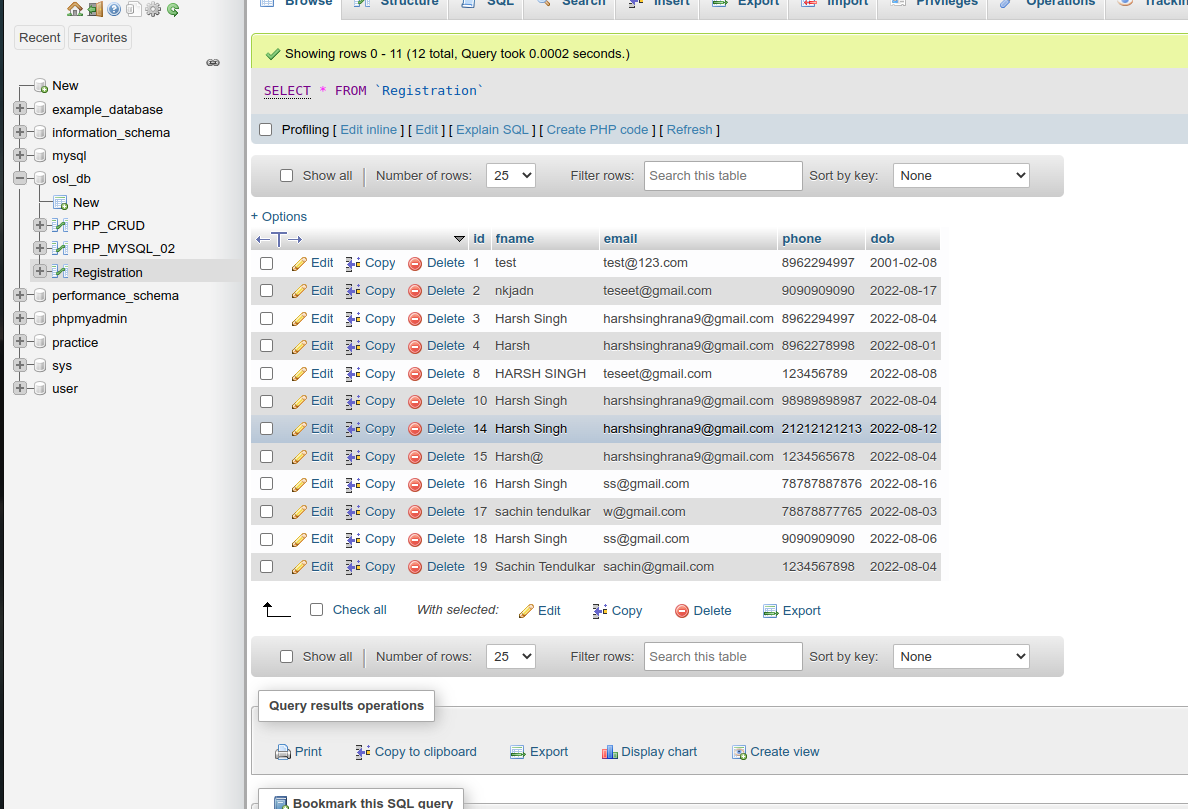 Browse Structure SQL Search Insert Export Import Privileges Operations
Recent Favorites
New
example_database
information_schema
mysql
osl_db
New
PHP_CRUD
PHP_MYSQL_02
Registration
performance_schema
phpmyadmin
practice
sys
user
Showing rows 0 - 11 (12 total, Query took 0.0002 seconds.)
SELECT * FROM `Registration`
Profiling [ Edit inline ] [ Edit ] [ Explain SQL ] [ Create PHP code ] [ Refresh ]
Show all | Number of rows: 25 Filter rows: Search this table Sort by key: None
+ Options
←T→ id fname email phone dob
Edit Copy Delete 1 test test@123.com 8962294997 2001-02-08
Edit Copy Delete 2 nkjadn teseet@gmail.com 9090909090 2022-08-17
Edit Copy Delete 3 Harsh Singh harshsinghrana9@gmail.com 8962294997 2022-08-04
Edit Copy Delete 4 Harsh harshsinghrana9@gmail.com 8962278998 2022-08-01
Edit Copy Delete 8 HARSH SINGH teseet@gmail.com 123456789 2022-08-08
Edit Copy Delete 10 Harsh Singh harshsinghrana9@gmail.com 98989898987 2022-08-04
Edit Copy Delete 14 Harsh Singh harshsinghrana9@gmail.com 21212121213 2022-08-12
Edit Copy Delete 15 Harsh@ harshsinghrana9@gmail.com 1234565678 2022-08-04
Edit Copy Delete 16 Harsh Singh ss@gmail.com 78787887876 2022-08-16
Edit Copy Delete 17 sachin tendulkar w@gmail.com 78878877765 2022-08-03
Edit Copy Delete 18 Harsh Singh ss@gmail.com 9090909090 2022-08-06
Edit Copy Delete 19 Sachin Tendulkar sachin@gmail.com 1234567898 2022-08-04
Check all With selected: Edit Copy Delete Export
Show all | Number of rows: 25 Filter rows: Search this table Sort by key: None
Query results operations
Print Copy to clipboard Export Display chart Create view
Bookmark this SQL query